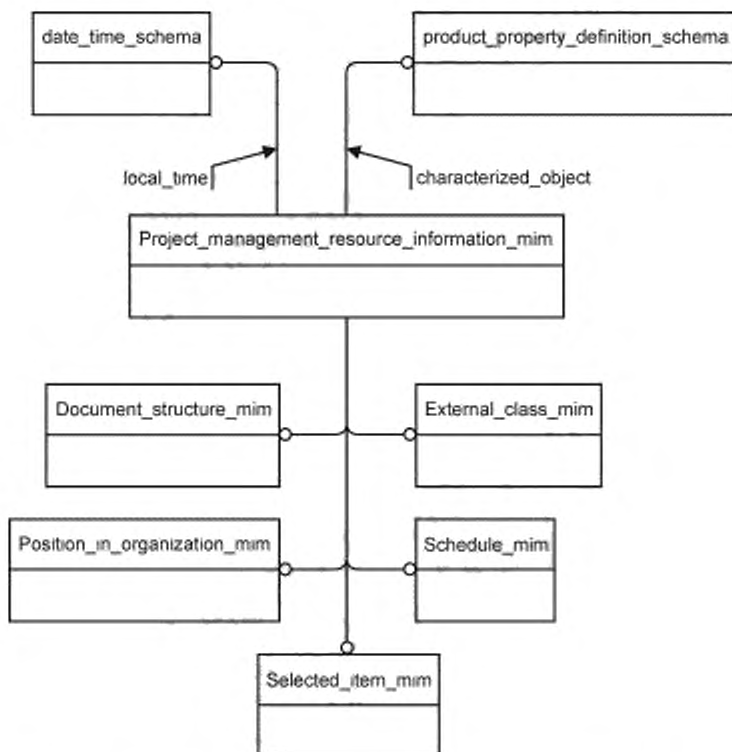 date_time_schema
product_property_definition_schema
local_time
characterized_object
Project_management_resource_information_mim
Document_structure_mim
External_class_mim
Position_in_organization_mim
Schedule_mim
Selected_item_mim